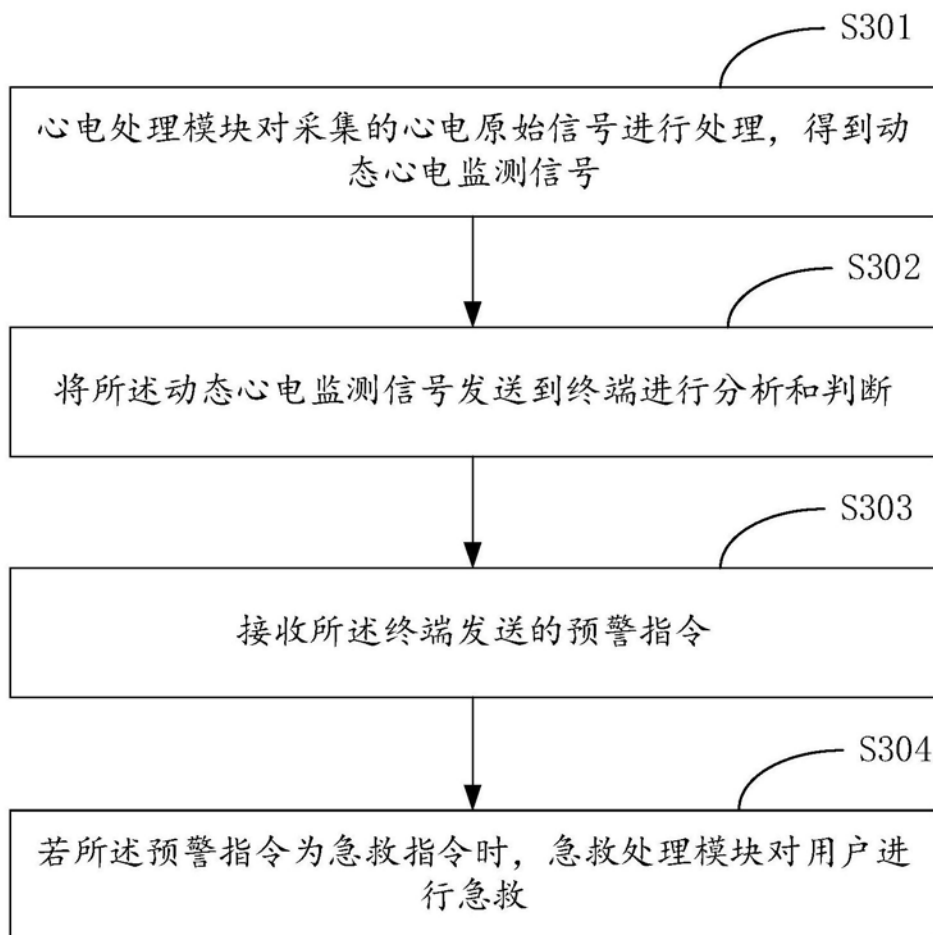 S301
心电处理模块对采集的心电原始信号进行处理，得到动
态心电监测信号
S302
将所述动态心电监测信号发送到终端进行分析和判断
S303
接收所述终端发送的预警指令
S304
若所述预警指令为急救指令时，急救处理模块对用户进
行急救